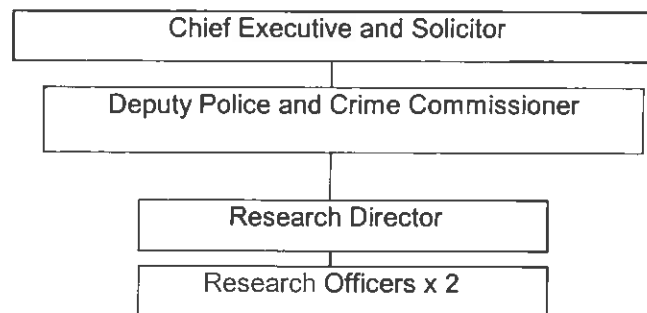 Chief Executive and Solicitor
Deputy Police and Crime Commissioner
Research Director
Research Officers x 2